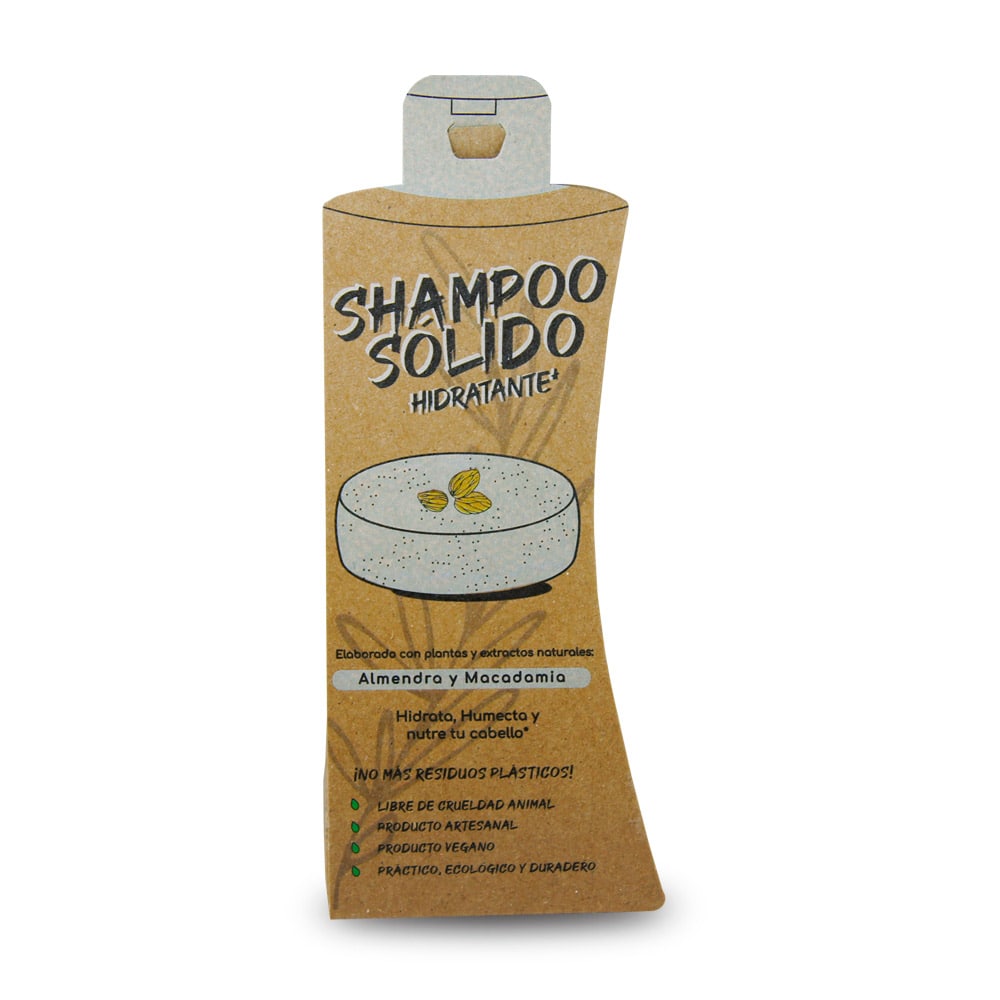 SHAMPOO
SÓLIDO
HIDRATANTE*
Elaborado con plantas y extractos naturales:
Almendra y Macadamia
Hidrata, Humecta y
nutre tu cabello*
¡NO MÁS RESIDUOS PLÁSTICOS!
LIBRE DE CRUELDAD ANIMAL
PRODUCTO ARTESANAL
PRODUCTO VEGANO
PRÁCTICO, ECOLÓGICO Y DURADERO